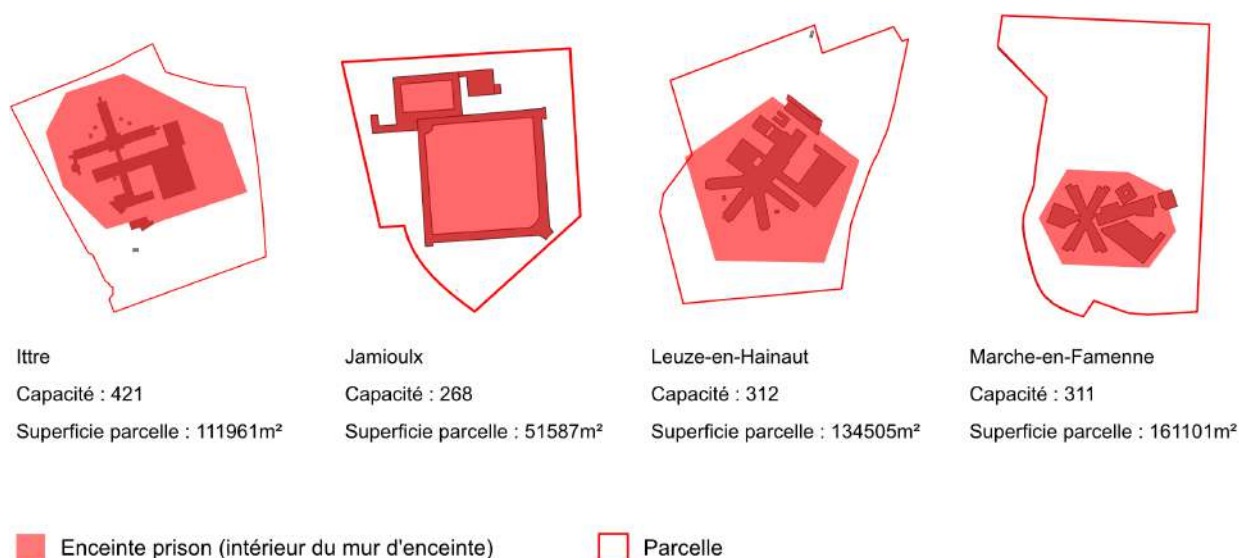 Ittre
Capacité : 421
Superficie parcelle : 111961m²
Jamioulx
Capacité : 268
Superficie parcelle : 51587m²
Leuze-en-Hainaut
Capacité : 312
Superficie parcelle : 134505m²
Marche-en-Famenne
Capacité : 311
Superficie parcelle : 161101m²
Enceinte prison (intérieur du mur d'enceinte)
Parcelle